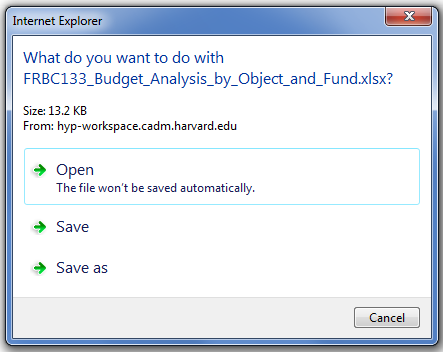 Internet Explorer
What do you want to do with
FRBC133_Budget_Analysis_by_Object_and_Fund.xlsx?
Size: 13.2 KB
From: hyp-workspace.cadm.harvard.edu
Open
The file won't be saved automatically.
Save
Save as
Cancel